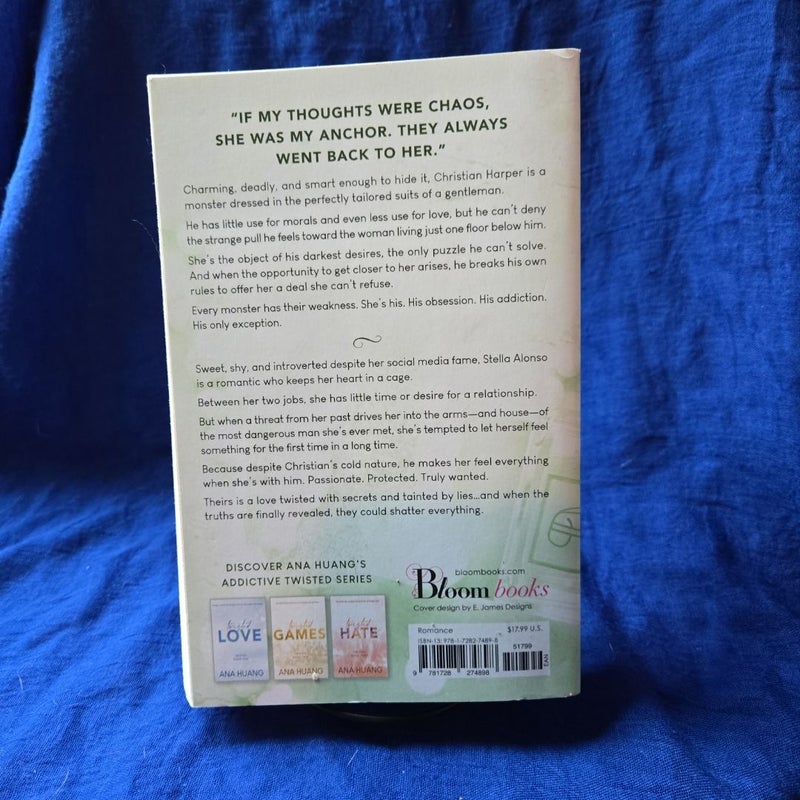 "IF MY THOUGHTS WERE CHAOS,
SHE WAS MY ANCHOR. THEY ALWAYS
WENT BACK TO HER."
Charming, deadly, and smart enough to hide it, Christian Harper is a
monster dressed in the perfectly tailored suits of a gentleman.
He has little use for morals and even less use for love, but he can't deny
the strange pull he feels toward the woman living just one floor below him.
She's the object of his darkest desires, the only puzzle he can't solve.
And when the opportunity to get closer to her arises, he breaks his own
rules to offer her a deal she can't refuse.
Every monster has their weakness. She's his. His obsession. His addiction.
His only exception.
Sweet, shy, and introverted despite her social media fame, Stella Alonso
is a romantic who keeps her heart in a cage.
Between her two jobs, she has little time or desire for a relationship.
But when a threat from her past drives her into the arms—and house—of
the most dangerous man she's ever met, she's tempted to let herself feel
something for the first time in a long time.
Because despite Christian's cold nature, he makes her feel everything
when she's with him. Passionate. Protected. Truly wanted.
Theirs is a love twisted with secrets and tainted by lies...and when the
truths are finally revealed, they could shatter everything.
DISCOVER ANA HUANG'S
ADDICTIVE TWISTED SERIES
twisted
LOVE
ANA HUANG
twisted
GAMES
ANA HUANG
twisted
HATE
ANA HUANG
bloombooks.com
Bloom books
Cover design by E. James Designs
Romance
$17.99 U.S.
ISBN-13: 978-1-7282-7489-8
51799
9 781728 274898
EAN